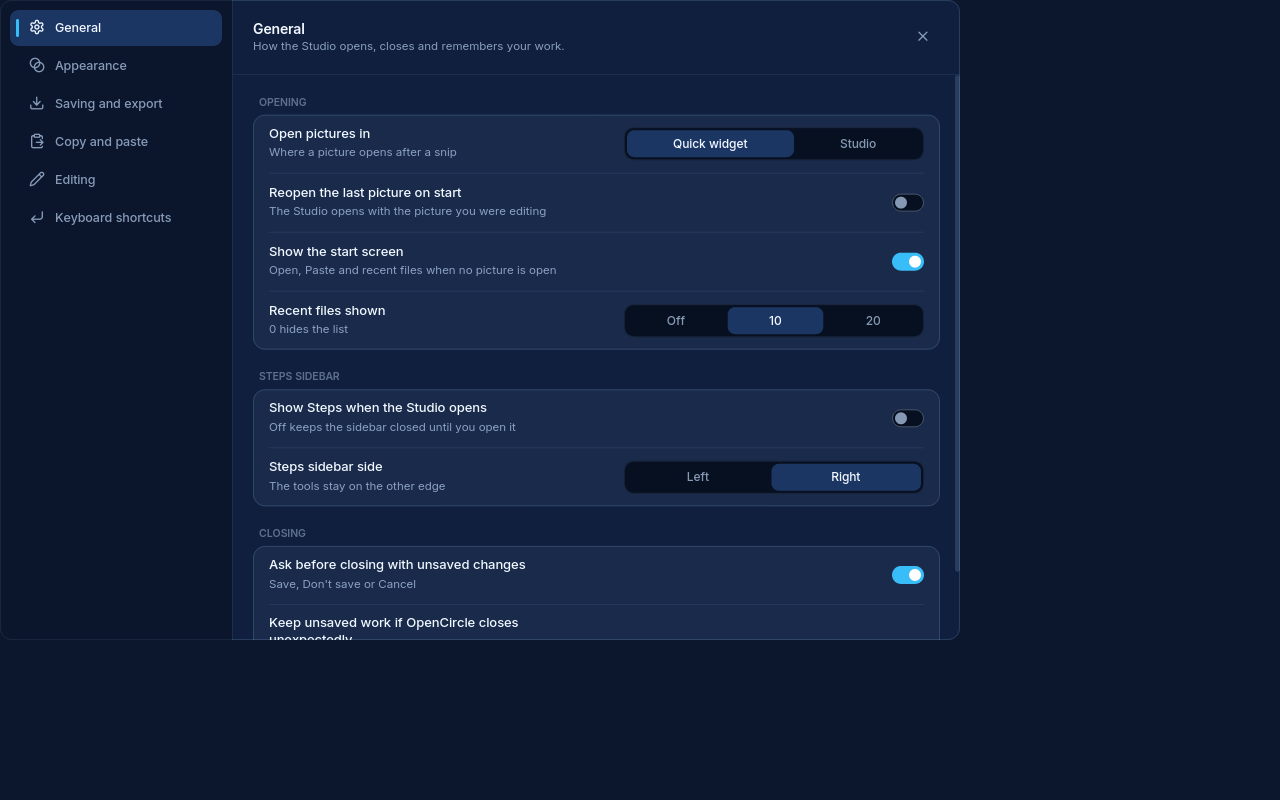 General
Appearance
Saving and export
Copy and paste
Editing
Keyboard shortcuts
General
How the Studio opens, closes and remembers your work.
OPENING
Open pictures in
Where a picture opens after a snip
Quick widget
Studio
Reopen the last picture on start
The Studio opens with the picture you were editing
Show the start screen
Open, Paste and recent files when no picture is open
Recent files shown
0 hides the list
Off
10
20
STEPS SIDEBAR
Show Steps when the Studio opens
Off keeps the sidebar closed until you open it
Steps sidebar side
The tools stay on the other edge
Left
Right
CLOSING
Ask before closing with unsaved changes
Save, Don't save or Cancel
Keep unsaved work if OpenCircle closes
unexpectedly